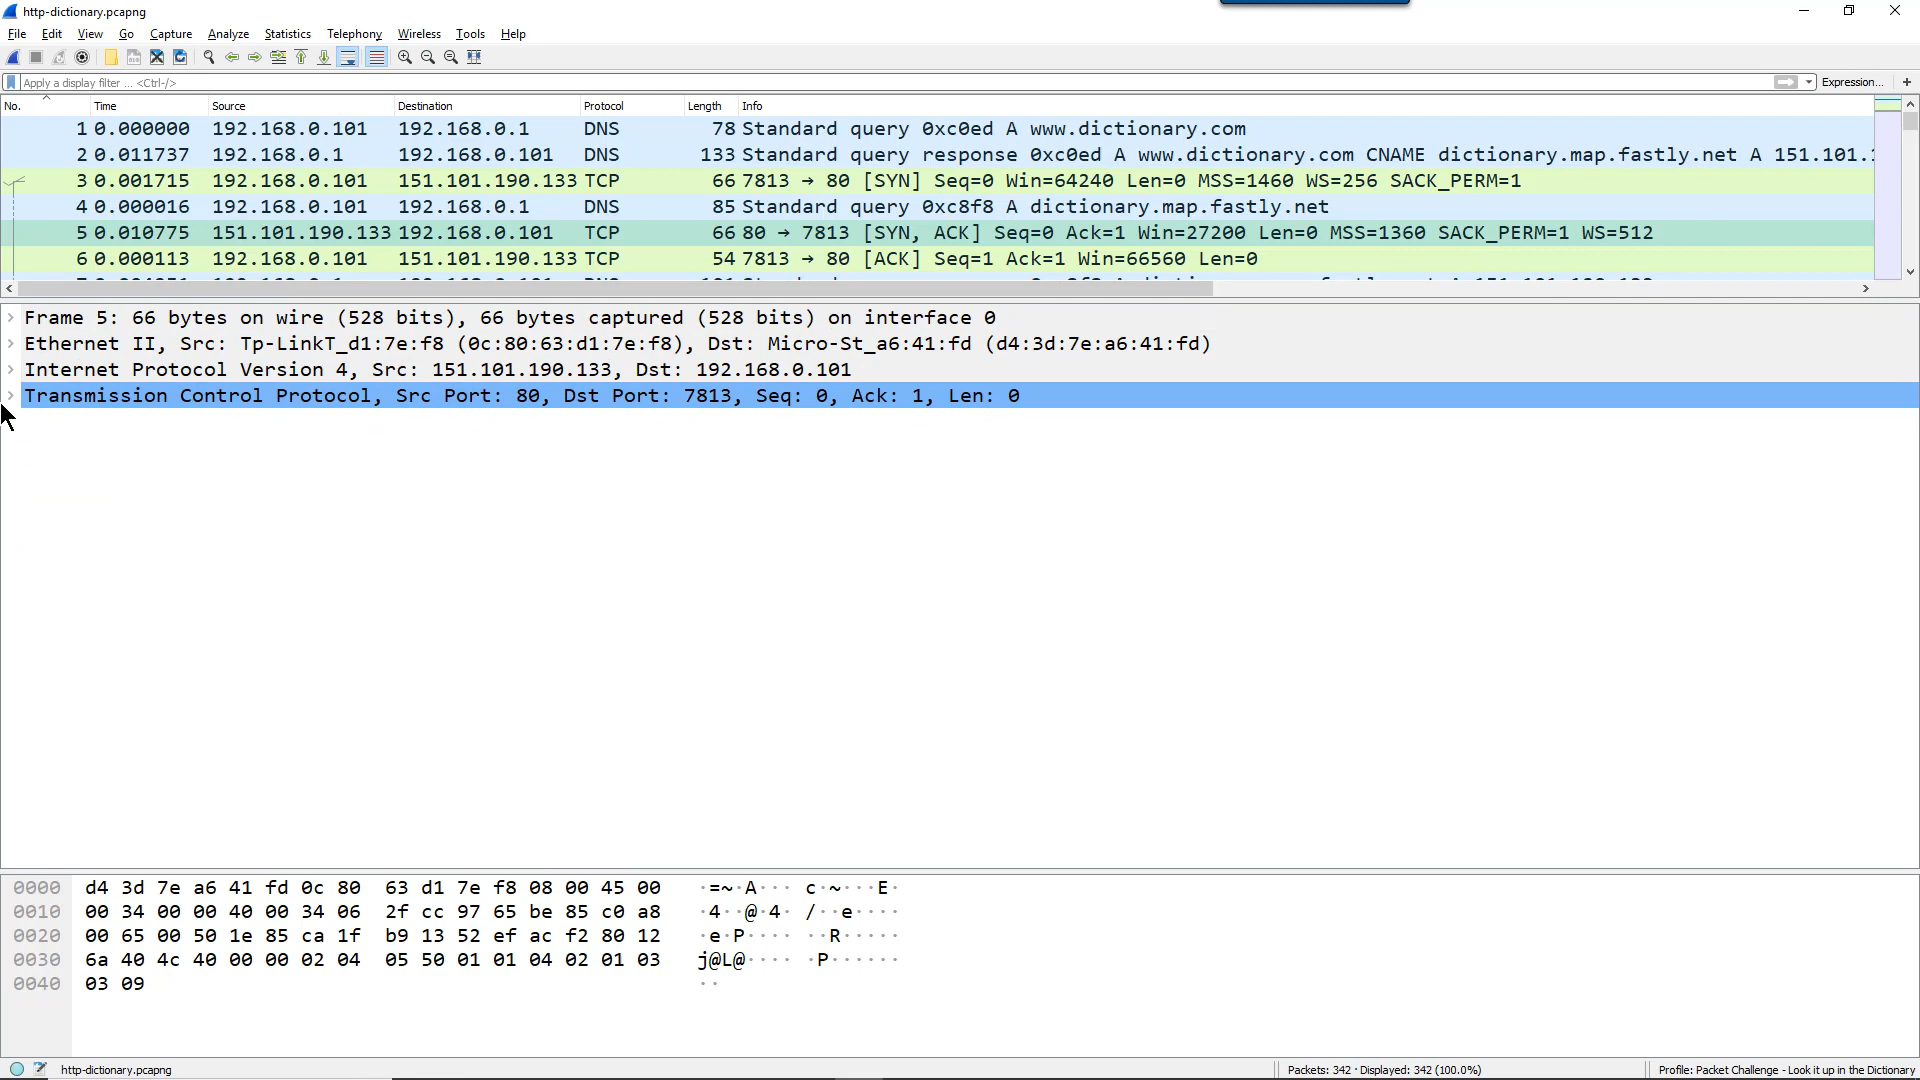 http-dictionary.pcapng
File Edit View Go Capture Analyze Statistics Telephony Wireless Tools Help
Apply a display filter ... <Ctrl-/> Expression... +
No. Time Source Destination Protocol Length Info
1 0.000000 192.168.0.101 192.168.0.1 DNS 78 Standard query 0xc0ed A www.dictionary.com
2 0.011737 192.168.0.1 192.168.0.101 DNS 133 Standard query response 0xc0ed A www.dictionary.com CNAME dictionary.map.fastly.net A 151.101.
3 0.001715 192.168.0.101 151.101.190.133 TCP 66 7813 → 80 [SYN] Seq=0 Win=64240 Len=0 MSS=1460 WS=256 SACK_PERM=1
4 0.000016 192.168.0.101 192.168.0.1 DNS 85 Standard query 0xc8f8 A dictionary.map.fastly.net
5 0.010775 151.101.190.133 192.168.0.101 TCP 66 80 → 7813 [SYN, ACK] Seq=0 Ack=1 Win=27200 Len=0 MSS=1360 SACK_PERM=1 WS=512
6 0.000113 192.168.0.101 151.101.190.133 TCP 54 7813 → 80 [ACK] Seq=1 Ack=1 Win=66560 Len=0
Frame 5: 66 bytes on wire (528 bits), 66 bytes captured (528 bits) on interface 0
Ethernet II, Src: Tp-LinkT_d1:7e:f8 (0c:80:63:d1:7e:f8), Dst: Micro-St_a6:41:fd (d4:3d:7e:a6:41:fd)
Internet Protocol Version 4, Src: 151.101.190.133, Dst: 192.168.0.101
Transmission Control Protocol, Src Port: 80, Dst Port: 7813, Seq: 0, Ack: 1, Len: 0
0000 d4 3d 7e a6 41 fd 0c 80 63 d1 7e f8 08 00 45 00 ·=~·A··· c·~···E·
0010 00 34 00 00 40 00 34 06 2f cc 97 65 be 85 c0 a8 ·4··@·4· /··e····
0020 00 65 00 50 1e 85 ca 1f b9 13 52 ef ac f2 80 12 ·e·P···· ··R·····
0030 6a 40 4c 40 00 00 02 04 05 50 01 01 04 02 01 03 j@L@···· ·P······
0040 03 09 ··
http-dictionary.pcapng Packets: 342 · Displayed: 342 (100.0%) Profile: Packet Challenge - Look it up in the Dictionary